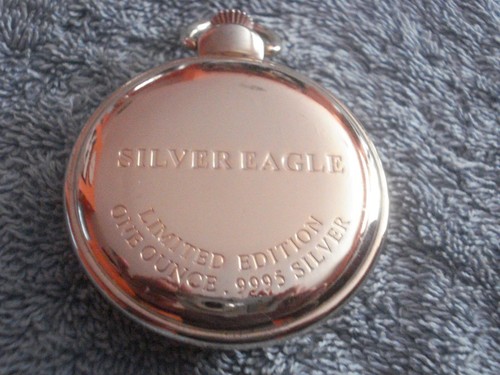 SILVER EAGLE
LIMITED EDITION
ONE OUNCE .9995 SILVER